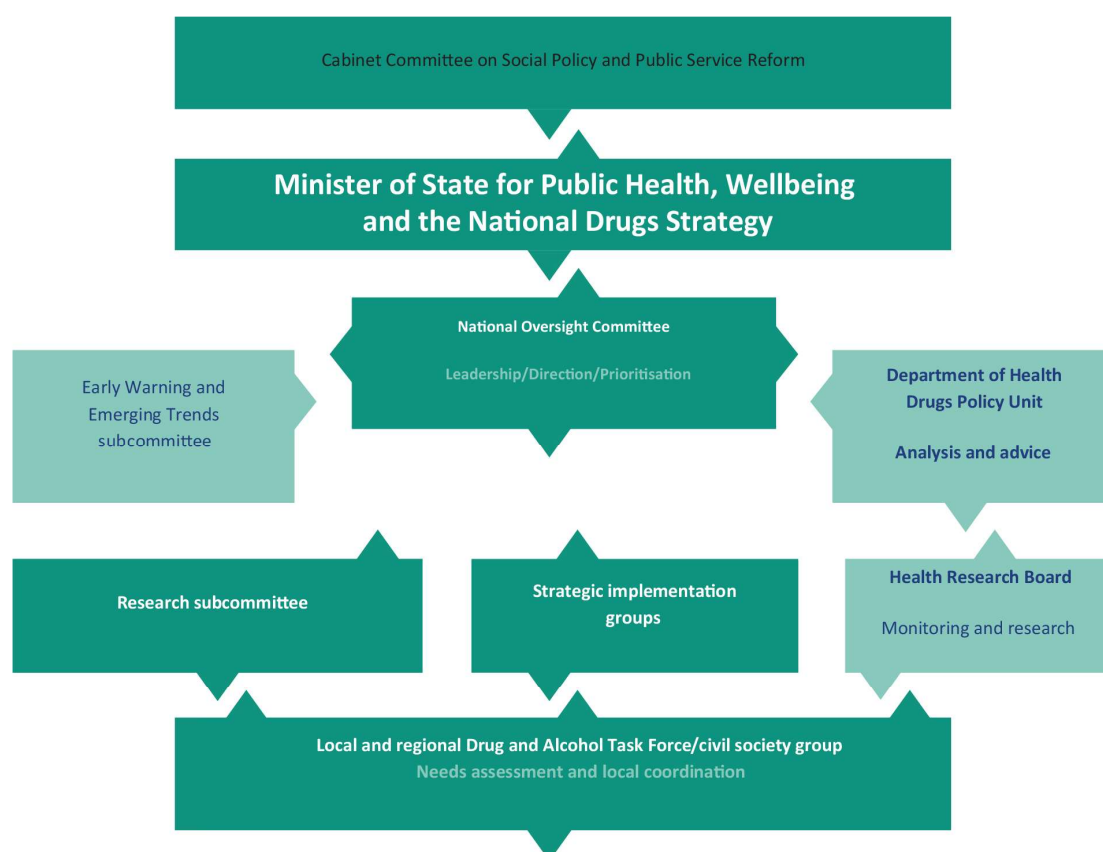 Cabinet Committee on Social Policy and Public Service Reform
Minister of State for Public Health, Wellbeing
and the National Drugs Strategy
National Oversight Committee
Leadership/Direction/Prioritisation
Early Warning and
Emerging Trends
subcommittee
Department of Health
Drugs Policy Unit
Analysis and advice
Research subcommittee
Strategic implementation
groups
Health Research Board
Monitoring and research
Local and regional Drug and Alcohol Task Force/civil society group
Needs assessment and local coordination